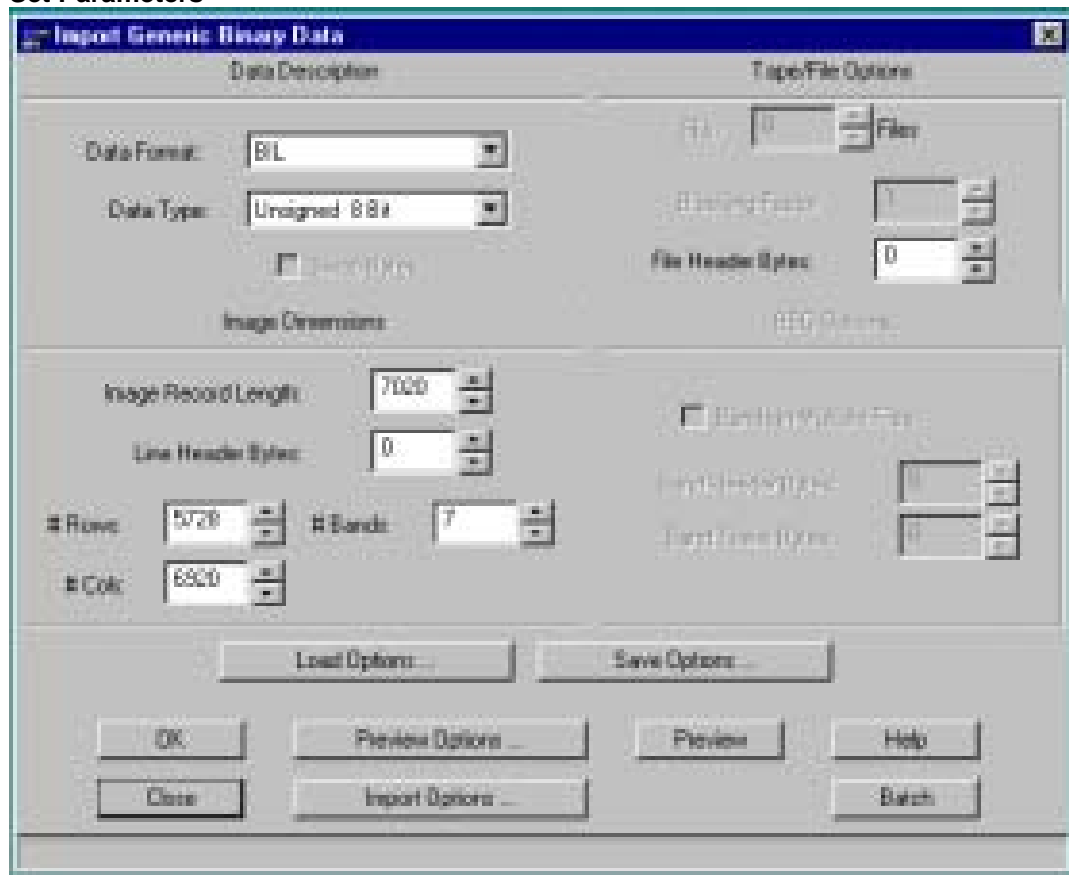 Set Parameters
Import Generic Binary Data
Data Description
Tape/File Options
Data Format: BIL
Files
Data Type: Unsigned 8 Bit
File Header Bytes: 0
Image Dimensions
Image Record Length: 7020
Line Header Bytes: 0
# Rows: 5728 # Bands: 7
# Cols: 6920
Load Options ...
Save Options ...
OK
Preview Options ...
Preview
Help
Close
Import Options ...
Batch